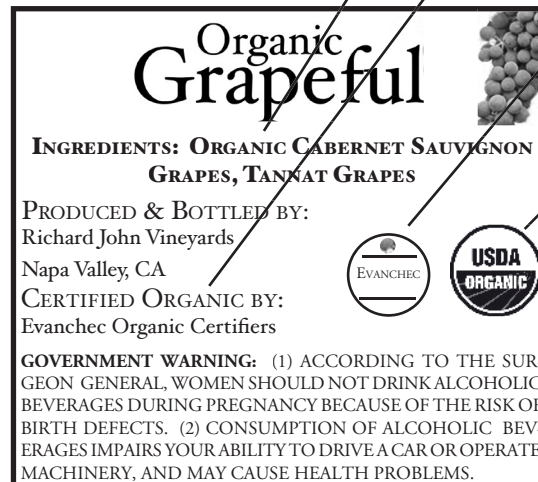 Organic
Grapeful
INGREDIENTS: ORGANIC CABERNET SAUVIGNON
GRAPES, TANNAT GRAPES
PRODUCED & BOTTLED BY:
Richard John Vineyards
Napa Valley, CA
CERTIFIED ORGANIC BY:
Evanchec Organic Certifiers
EVANCHEC
USDA
ORGANIC
GOVERNMENT WARNING: (1) ACCORDING TO THE SUR
GEON GENERAL, WOMEN SHOULD NOT DRINK ALCOHOLIC
BEVERAGES DURING PREGNANCY BECAUSE OF THE RISK OF
BIRTH DEFECTS. (2) CONSUMPTION OF ALCOHOLIC BEV-
ERAGES IMPAIRS YOUR ABILITY TO DRIVE A CAR OR OPERATE
MACHINERY, AND MAY CAUSE HEALTH PROBLEMS.